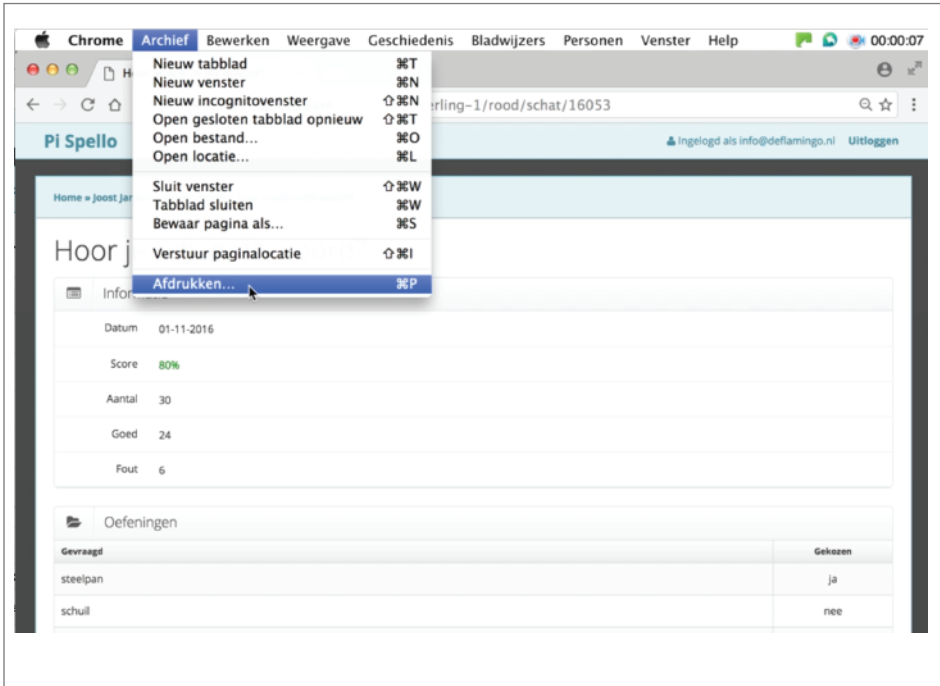 Chrome Archief Bewerken Weergave Geschiedenis Bladwijzers Personen Venster Help 00:00:07
Nieuw tabblad ⌘T
Nieuw venster ⌘N
Nieuw incognitovenster ⇧⌘N
Open gesloten tabblad opnieuw ⇧⌘T
Open bestand... ⌘O
Open locatie... ⌘L
Sluit venster ⇧⌘W
Tabblad sluiten ⌘W
Bewaar pagina als... ⌘S
Verstuur paginalocatie ⇧⌘I
Afdrukken... ⌘P
erling-1/rood/schat/16053
Pi Spello Ingelogd als info@deflamingo.nl Uitloggen
Home » Joost Jar
Hoor j
Infor
Datum 01-11-2016
Score 80%
Aantal 30
Goed 24
Fout 6
Oefeningen
Gevraagd Gekozen
steelpan ja
schuil nee